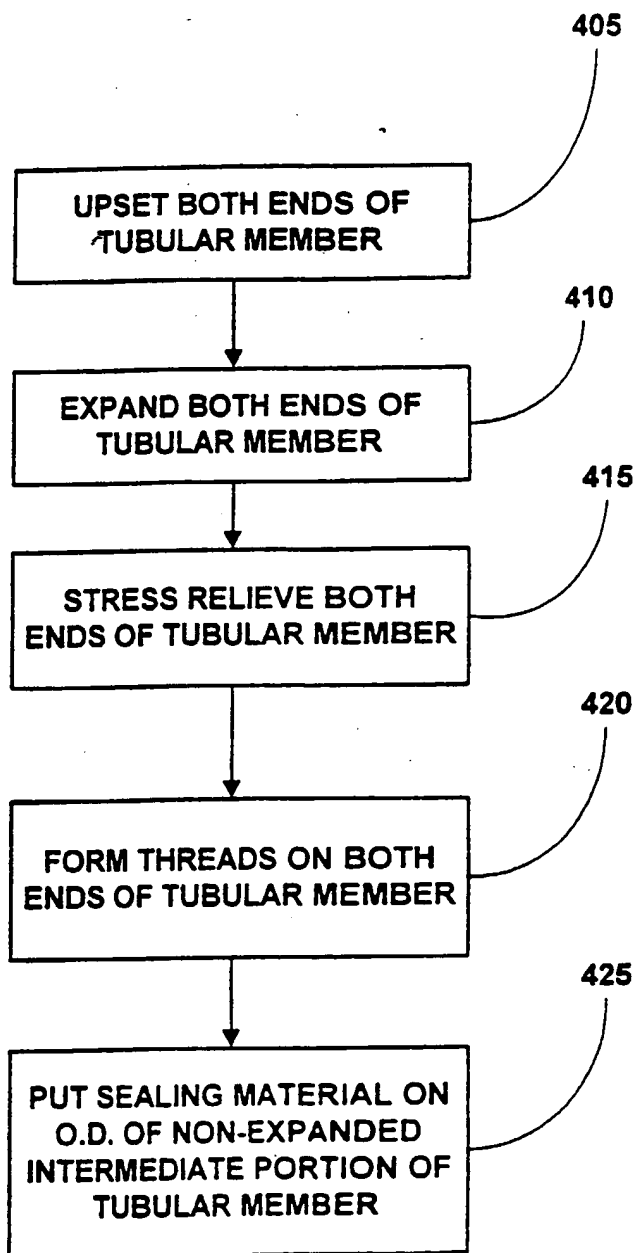 405
UPSET BOTH ENDS OF
TUBULAR MEMBER
410
EXPAND BOTH ENDS OF
TUBULAR MEMBER
415
STRESS RELIEVE BOTH
ENDS OF TUBULAR MEMBER
420
FORM THREADS ON BOTH
ENDS OF TUBULAR MEMBER
425
PUT SEALING MATERIAL ON
O.D. OF NON-EXPANDED
INTERMEDIATE PORTION OF
TUBULAR MEMBER